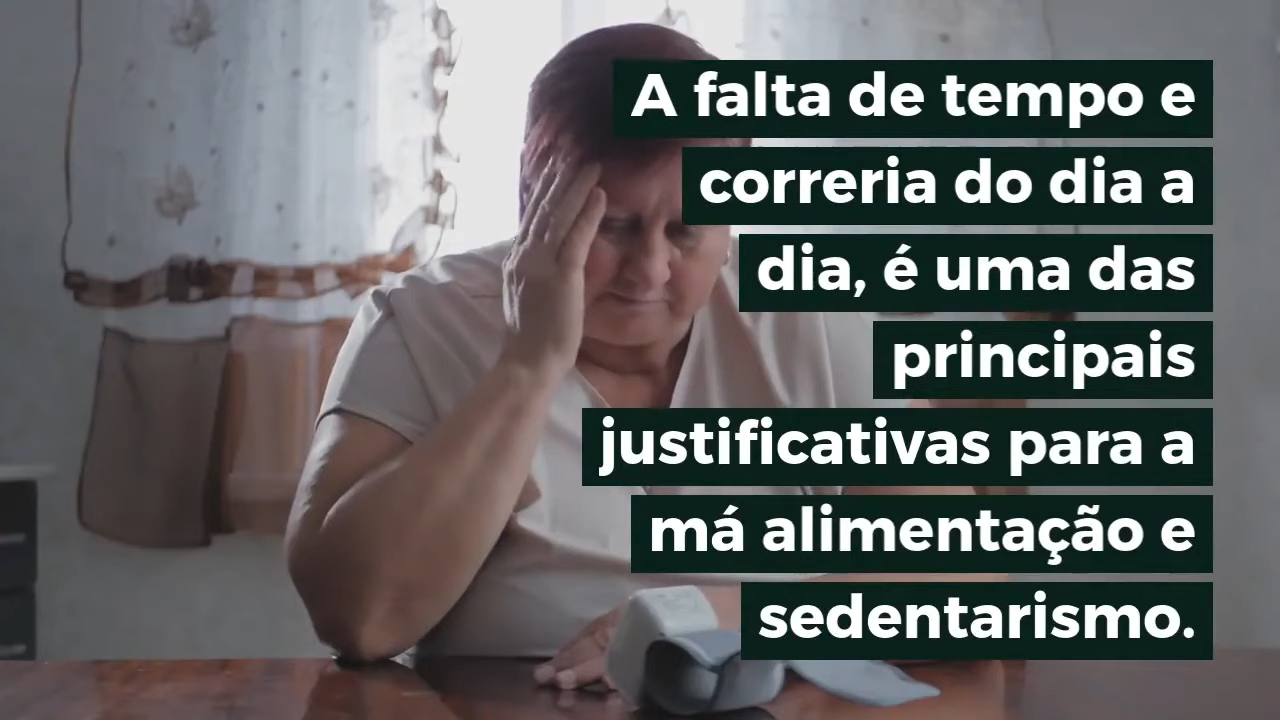 A falta de tempo e
correria do dia a
dia, é uma das
principais
justificativas para a
má alimentação e
sedentarismo.